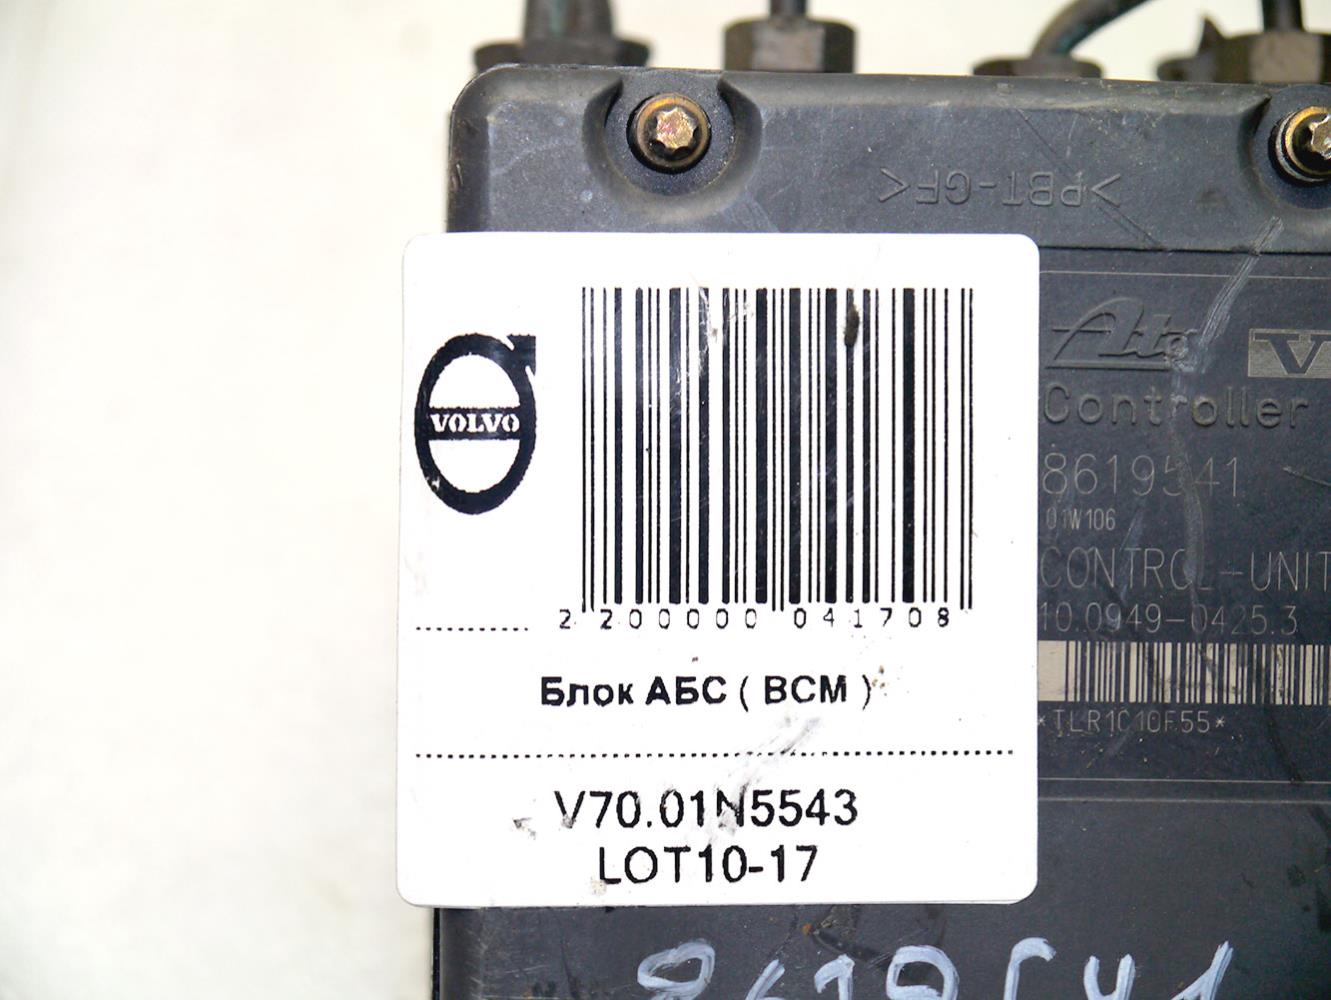 >PBT-GF<
Ate V
Controller
8619541
01W106
CONTROL-UNIT
10.0949-0425.3
*TLR1C10F55*
VOLVO
2 200000 041708
Блок АБС ( BCM )
V70.01N5543
LOT10-17
8619541